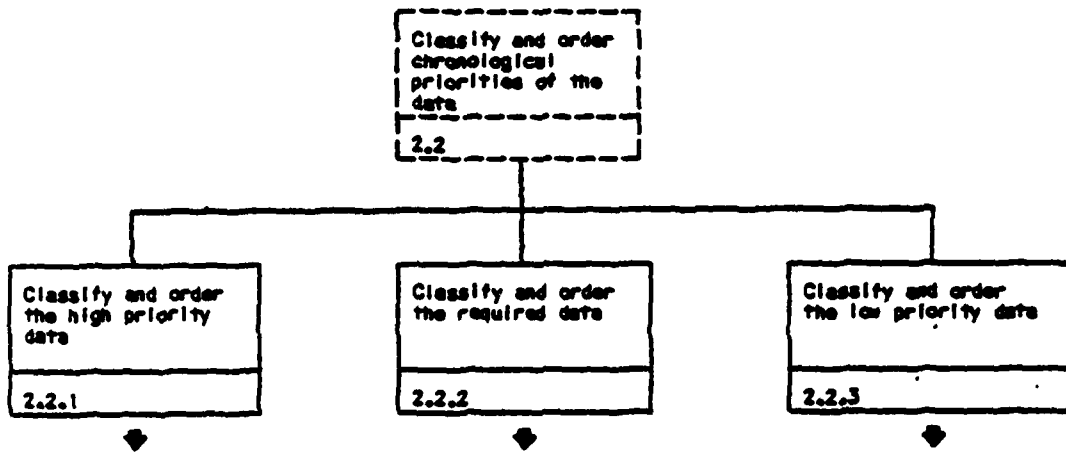 Classify and order
chronological
priorities of the
data
2.2
Classify and order
the high priority
data
2.2.1
Classify and order
the required data
2.2.2
Classify and order
the low priority data
2.2.3